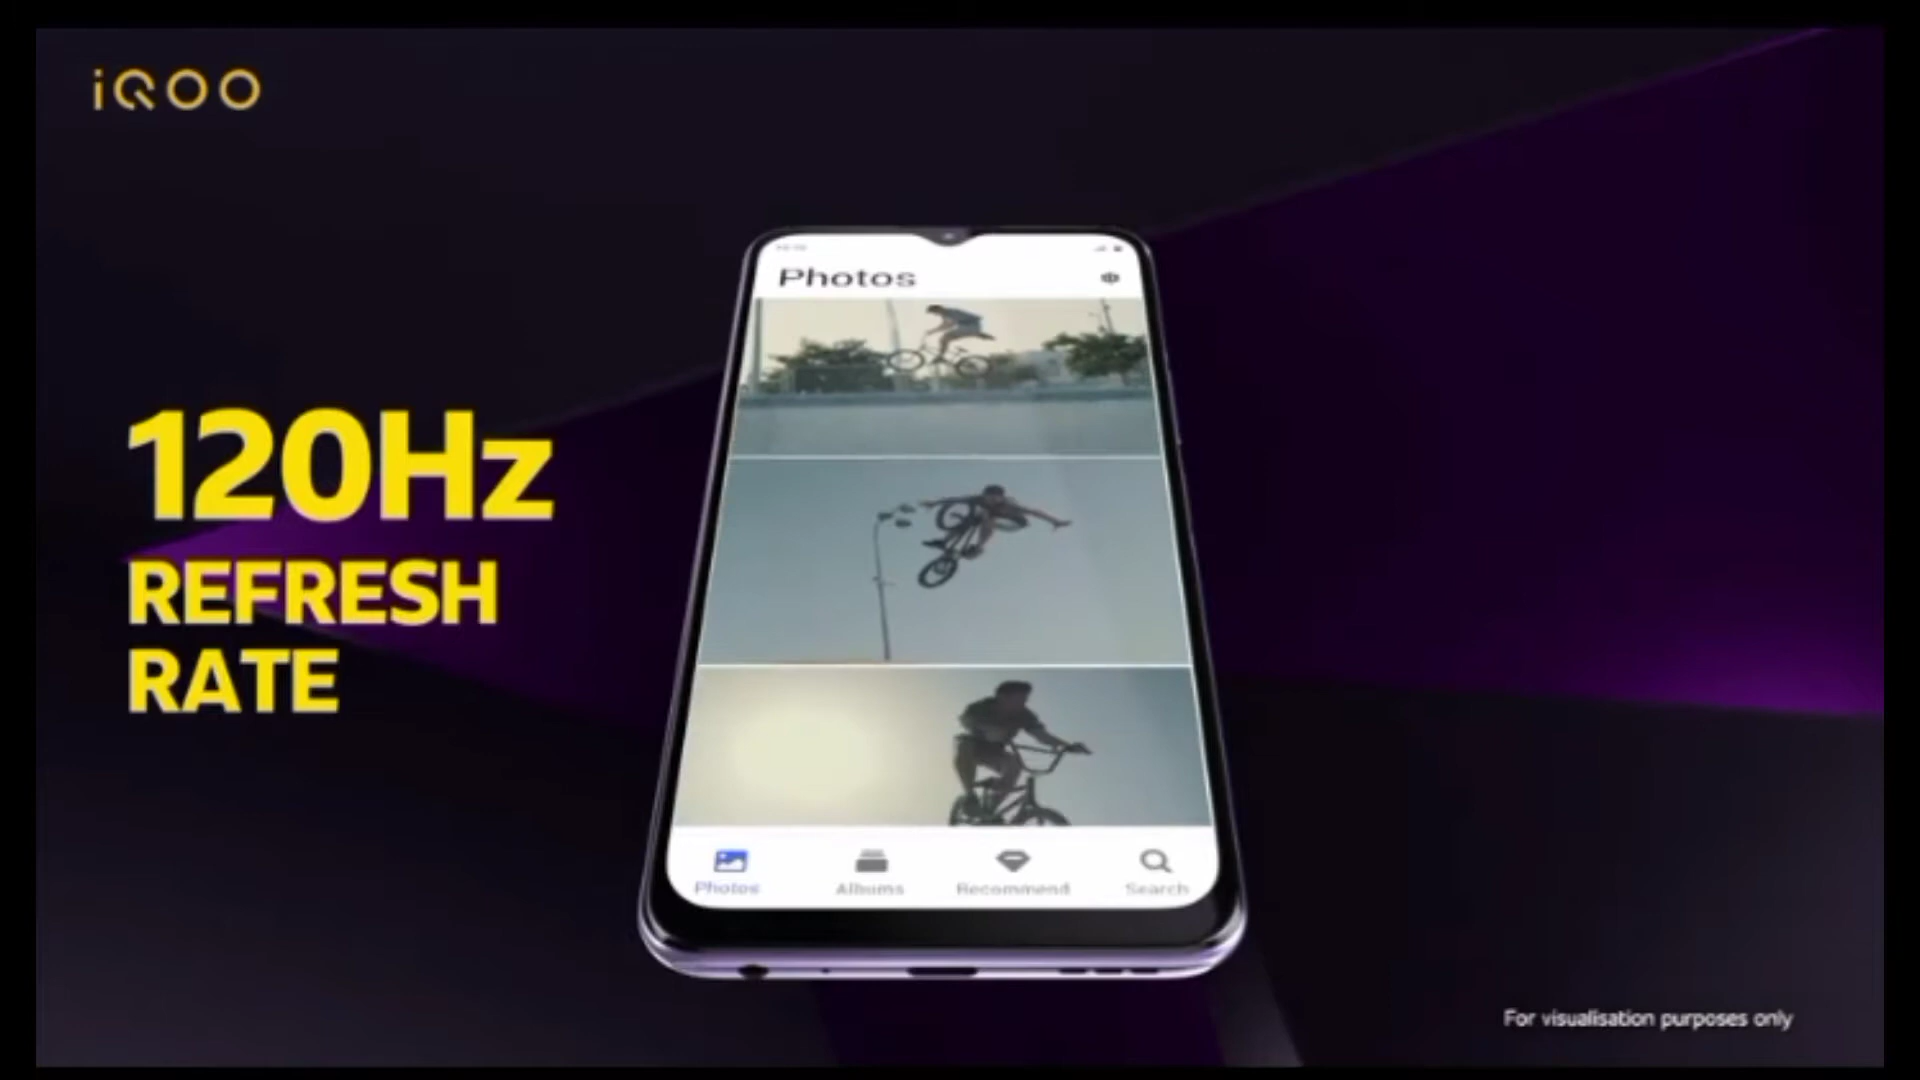 iQOO
Photos
120Hz
REFRESH
RATE
Photos Albums Recommend Search
For visualisation purposes only